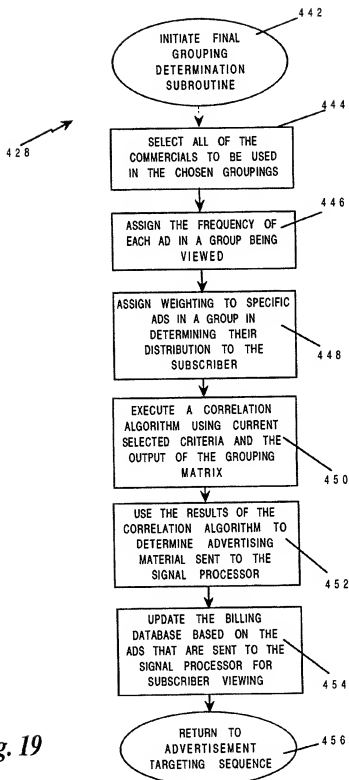 442
INITIATE FINAL
GROUPING
DETERMINATION
SUBROUTINE
428
444
SELECT ALL OF THE
COMMERCIALS TO BE USED
IN THE CHOSEN GROUPINGS
446
ASSIGN THE FREQUENCY OF
EACH AD IN A GROUP BEING
VIEWED
ASSIGN WEIGHTING TO SPECIFIC
ADS IN A GROUP IN
DETERMINING THEIR
DISTRIBUTION TO THE
SUBSCRIBER
448
EXECUTE A CORRELATION
ALGORITHM USING CURRENT
SELECTED CRITERIA AND THE
OUTPUT OF THE GROUPING
MATRIX
450
USE THE RESULTS OF THE
CORRELATION ALGORITHM TO
DETERMINE ADVERTISING
MATERIAL SENT TO THE
SIGNAL PROCESSOR
452
UPDATE THE BILLING
DATABASE BASED ON THE
ADS THAT ARE SENT TO THE
SIGNAL PROCESSOR FOR
SUBSCRIBER VIEWING
454
RETURN TO
ADVERTISEMENT
TARGETING SEQUENCE
456
g. 19